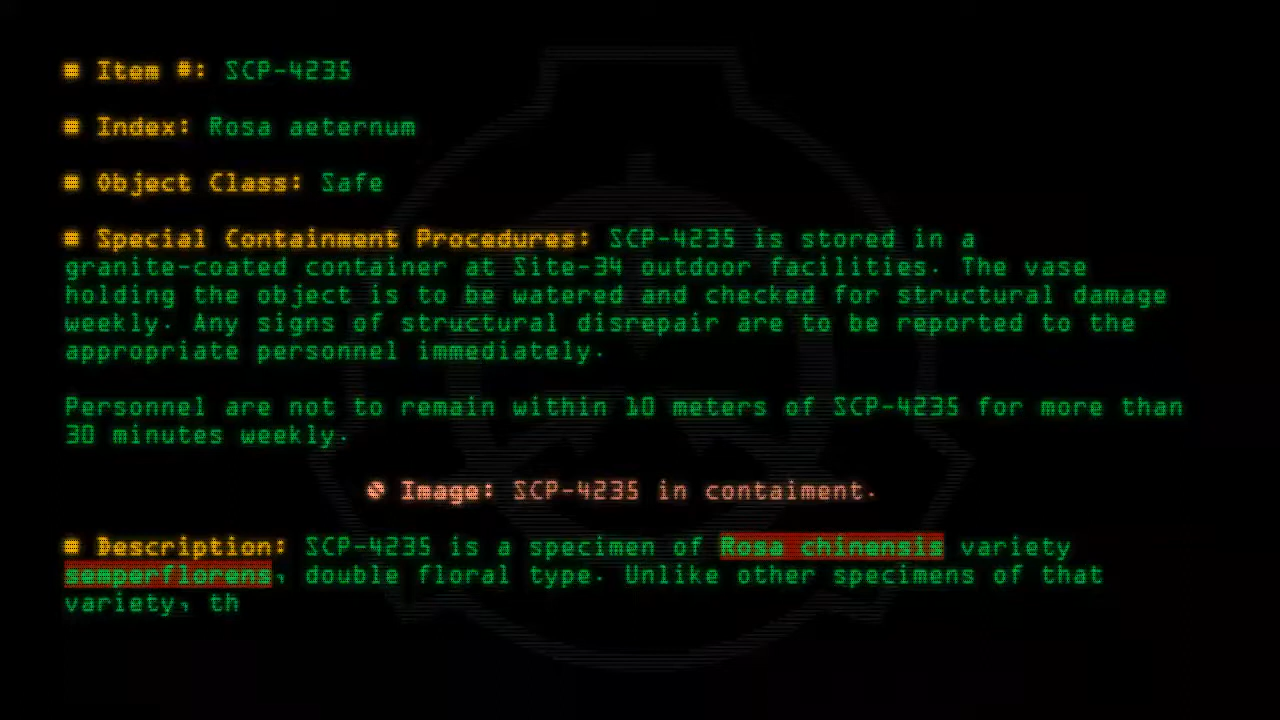 ■ Item #: SCP-4235
■ Index: Rosa aeternum
■ Object Class: Safe
■ Special Containment Procedures: SCP-4235 is stored in a
granite-coated container at Site-34 outdoor facilities. The vase
holding the object is to be watered and checked for structural damage
weekly. Any signs of structural disrepair are to be reported to the
appropriate personnel immediately.
Personnel are not to remain within 10 meters of SCP-4235 for more than
30 minutes weekly.
● Image: SCP-4235 in contaiment.
■ Description: SCP-4235 is a specimen of Rosa chinensis variety
semperflorens, double floral type. Unlike other specimens of that
variety, th